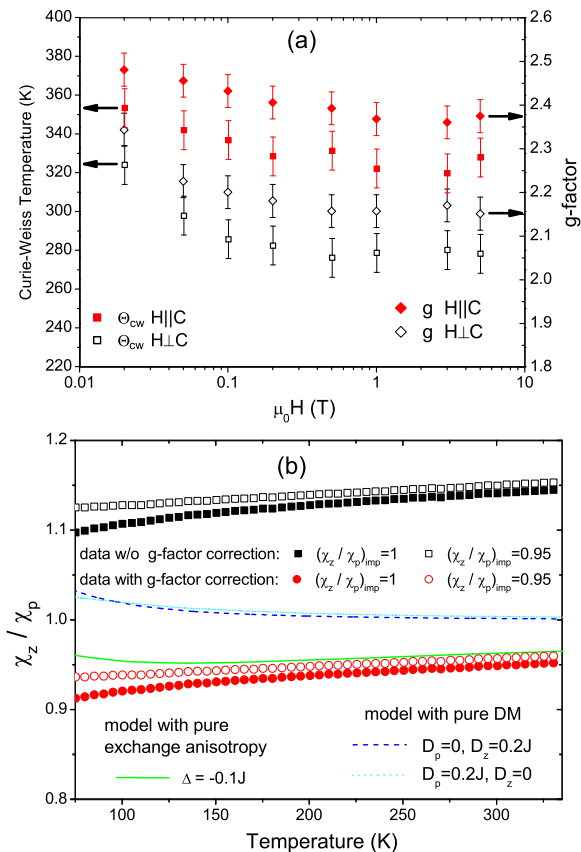 (a)
400
380
360
340
320
300
280
260
240
220
Curie-Weiss Temperature (K)
2.6
2.5
2.4
2.3
2.2
2.1
2.0
1.9
1.8
g-factor
Θcw H||C
Θcw H⊥C
g H||C
g H⊥C
0.01
0.1
1
10
μ0H (T)
(b)
1.2
1.1
1.0
0.9
0.8
χz / χp
data w/o g-factor correction: (χz / χp)imp=1 (χz / χp)imp=0.95
data with g-factor correction: (χz / χp)imp=1 (χz / χp)imp=0.95
model with pure
exchange anisotropy
Δ = -0.1J
model with pure DM
Dp=0, Dz=0.2J
Dp=0.2J, Dz=0
100
150
200
250
300
Temperature (K)